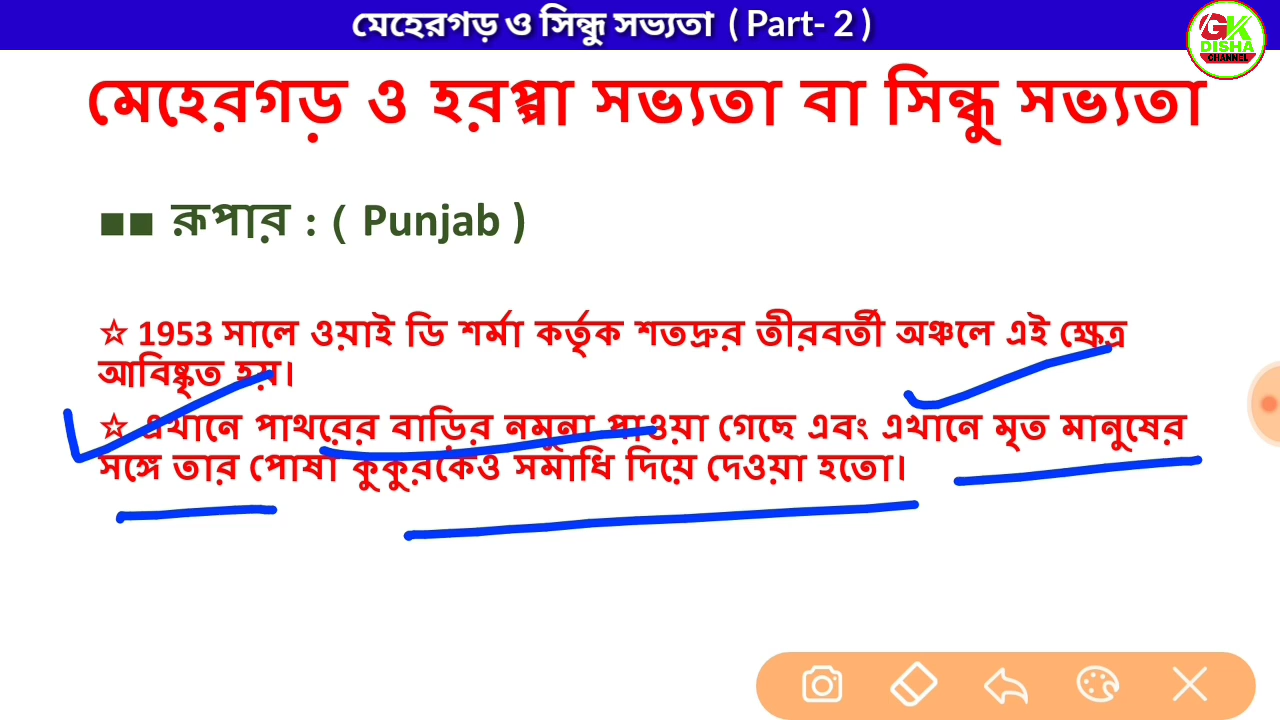 মেহেরগড় ও সিন্ধু সভ্যতা ( Part- 2 )
GK
DISHA
CHANNEL
মেহেরগড় ও হরপ্পা সভ্যতা বা সিন্ধু সভ্যতা
■■ রূপার : ( Punjab )
☆ 1953 সালে ওয়াই ডি শর্মা কর্তৃক শতদ্রুর তীরবর্তী অঞ্চলে এই ক্ষেত্র
আবিষ্কৃত হয়।
☆ এখানে পাথরের বাড়ির নমুনা পাওয়া গেছে এবং এখানে মৃত মানুষের
সঙ্গে তার পোষা কুকুরকেও সমাধি দিয়ে দেওয়া হতো।